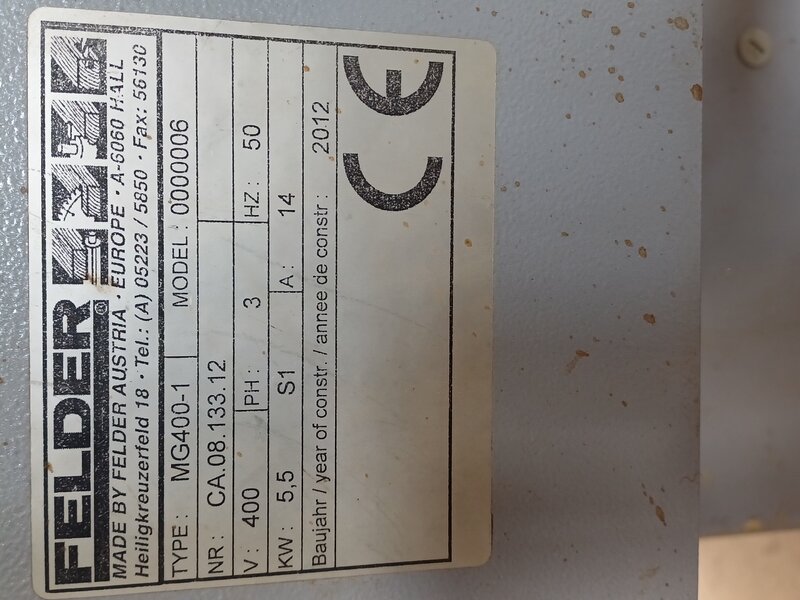 FELDER®
MADE BY FELDER AUSTRIA · EUROPE · A-6060 HALL
Heiligkreuzerfeld 18 · Tel.: (A) 05223 / 5850 · Fax: 56130
TYPE: MG400-1 MODEL: 0000006
NR: CA.08.133.12
V: 400 PH: 3 HZ: 50
KW: 5,5 S1 A: 14
Baujahr / year of constr. / annee de constr: 2012
CE